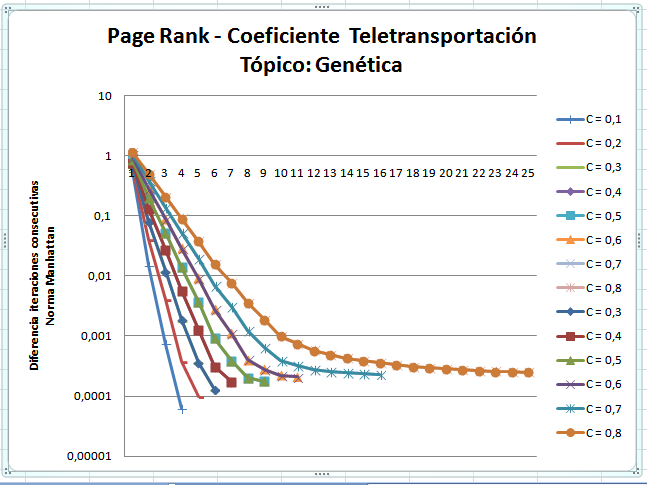 Page Rank - Coeficiente Teletransportación
Tópico: Genética
Diferencia iteraciones consecutivas
Norma Manhattan
10
1
0,1
0,01
0,001
0,0001
0,00001
1 2 3 4 5 6 7 8 9 10 11 12 13 14 15 16 17 18 19 20 21 22 23 24 25
C = 0,1
C = 0,2
C = 0,3
C = 0,4
C = 0,5
C = 0,6
C = 0,7
C = 0,8
C = 0,3
C = 0,4
C = 0,5
C = 0,6
C = 0,7
C = 0,8